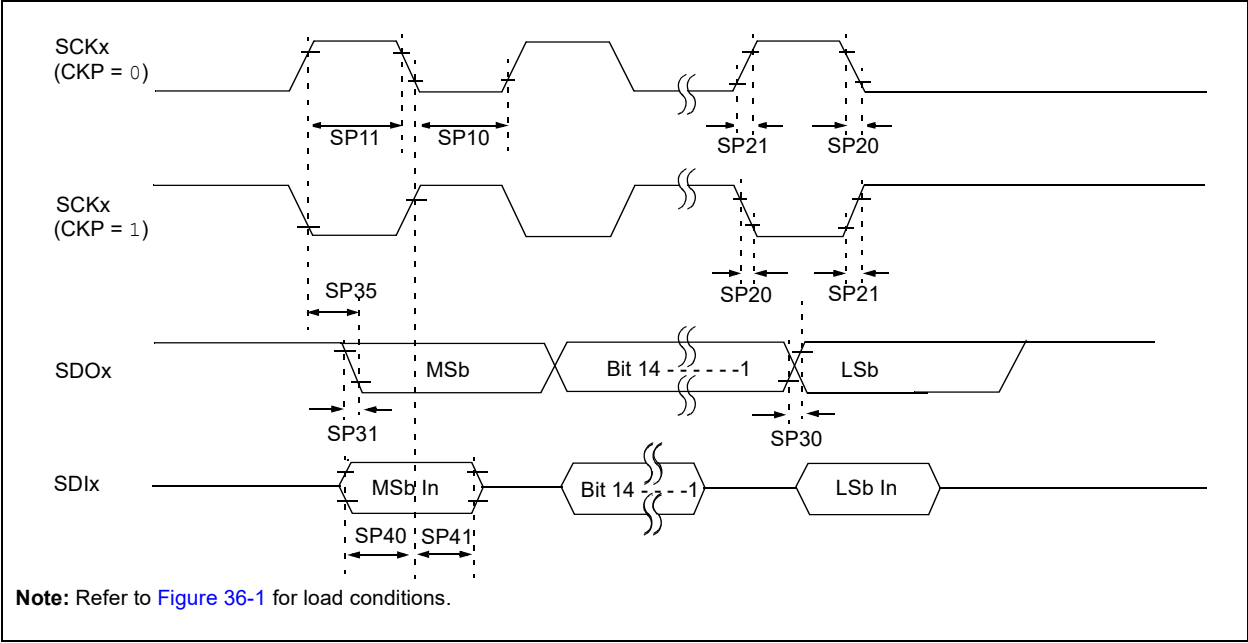 SCKx
(CKP = 0)
SP11
SP10
SP21
SP20
SCKx
(CKP = 1)
SP35
SP20
SP21
SDOx
MSb
Bit 14 - - - - - -1
LSb
SP31
SP30
SDIx
MSb In
Bit 14 - - - -1
LSb In
SP40
SP41
Note: Refer to Figure 36-1 for load conditions.